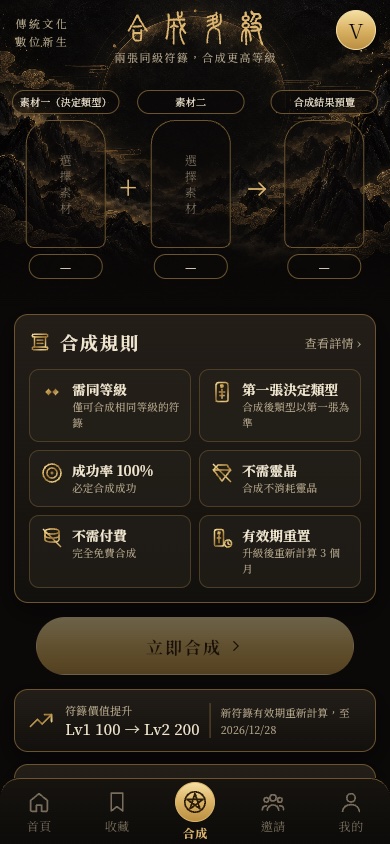 傳統文化
數位新生
合成升級
V
兩張同級符籙，合成更高等級
素材一（決定類型）
素材二
合成結果預覽
選擇素材
+
選擇素材
→
?
—
—
—
合成規則
查看詳情 ›
需同等級
僅可合成相同等級的符籙
第一張決定類型
合成後類型以第一張為準
成功率 100%
必定合成成功
不需靈晶
合成不消耗靈晶
不需付費
完全免費合成
有效期重置
升級後重新計算 3 個月
立即合成 ›
符籙價值提升
Lv1 100 → Lv2 200
新符籙有效期重新計算，至
2026/12/28
首頁
收藏
合成
邀請
我的